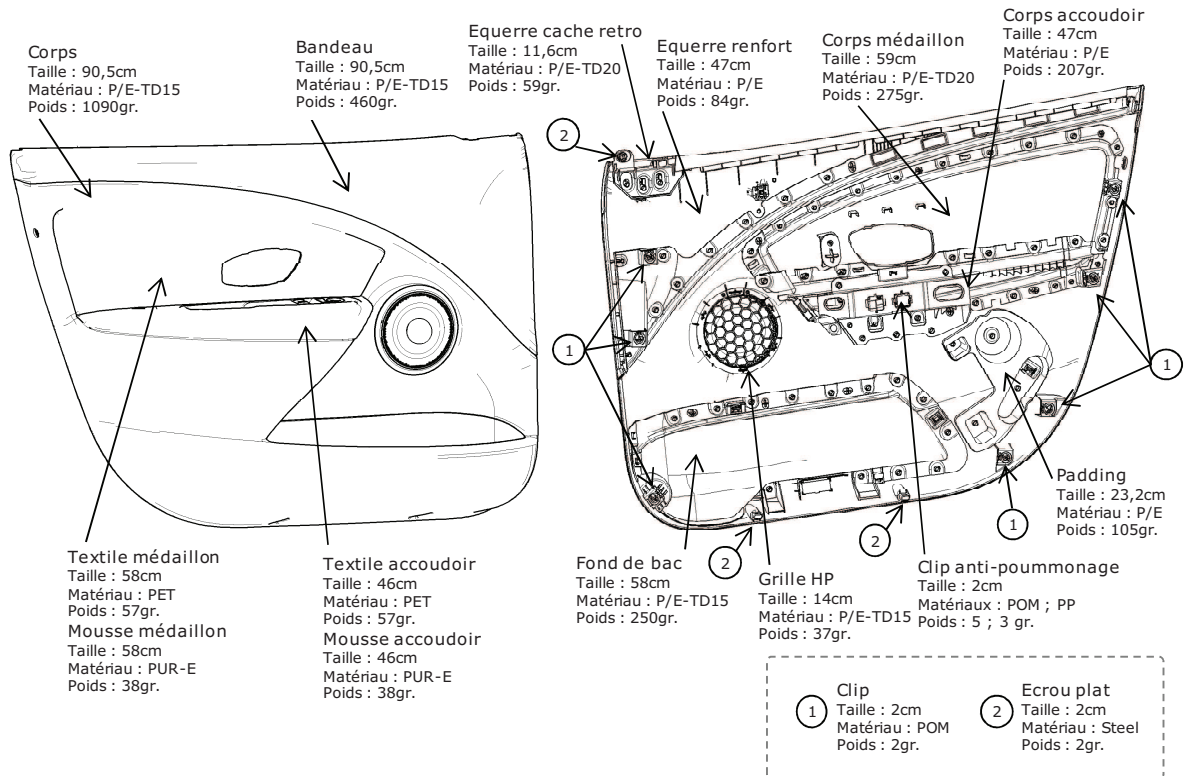 Corps
Taille : 90,5cm
Matériau : P/E-TD15
Poids : 1090gr.
Bandeau
Taille : 90,5cm
Matériau : P/E-TD15
Poids : 460gr.
Equerre cache retro
Taille : 11,6cm
Matériau : P/E-TD20
Poids : 59gr.
Equerre renfort
Taille : 47cm
Matériau : P/E
Poids : 84gr.
Corps médaillon
Taille : 59cm
Matériau : P/E-TD20
Poids : 275gr.
Corps accoudoir
Taille : 47cm
Matériau : P/E
Poids : 207gr.
2
1
1
Padding
Taille : 23,2cm
Matériau : P/E
Poids : 105gr.
1
2
2
Textile médaillon
Taille : 58cm
Matériau : PET
Poids : 57gr.
Mousse médaillon
Taille : 58cm
Matériau : PUR-E
Poids : 38gr.
Textile accoudoir
Taille : 46cm
Matériau : PET
Poids : 57gr.
Mousse accoudoir
Taille : 46cm
Matériau : PUR-E
Poids : 38gr.
Fond de bac
Taille : 58cm
Matériau : P/E-TD15
Poids : 250gr.
Grille HP
Taille : 14cm
Matériau : P/E-TD15
Poids : 37gr.
Clip anti-poummonage
Taille : 2cm
Matériaux : POM ; PP
Poids : 5 ; 3 gr.
1
Clip
Taille : 2cm
Matériau : POM
Poids : 2gr.
2
Ecrou plat
Taille : 2cm
Matériau : Steel
Poids : 2gr.